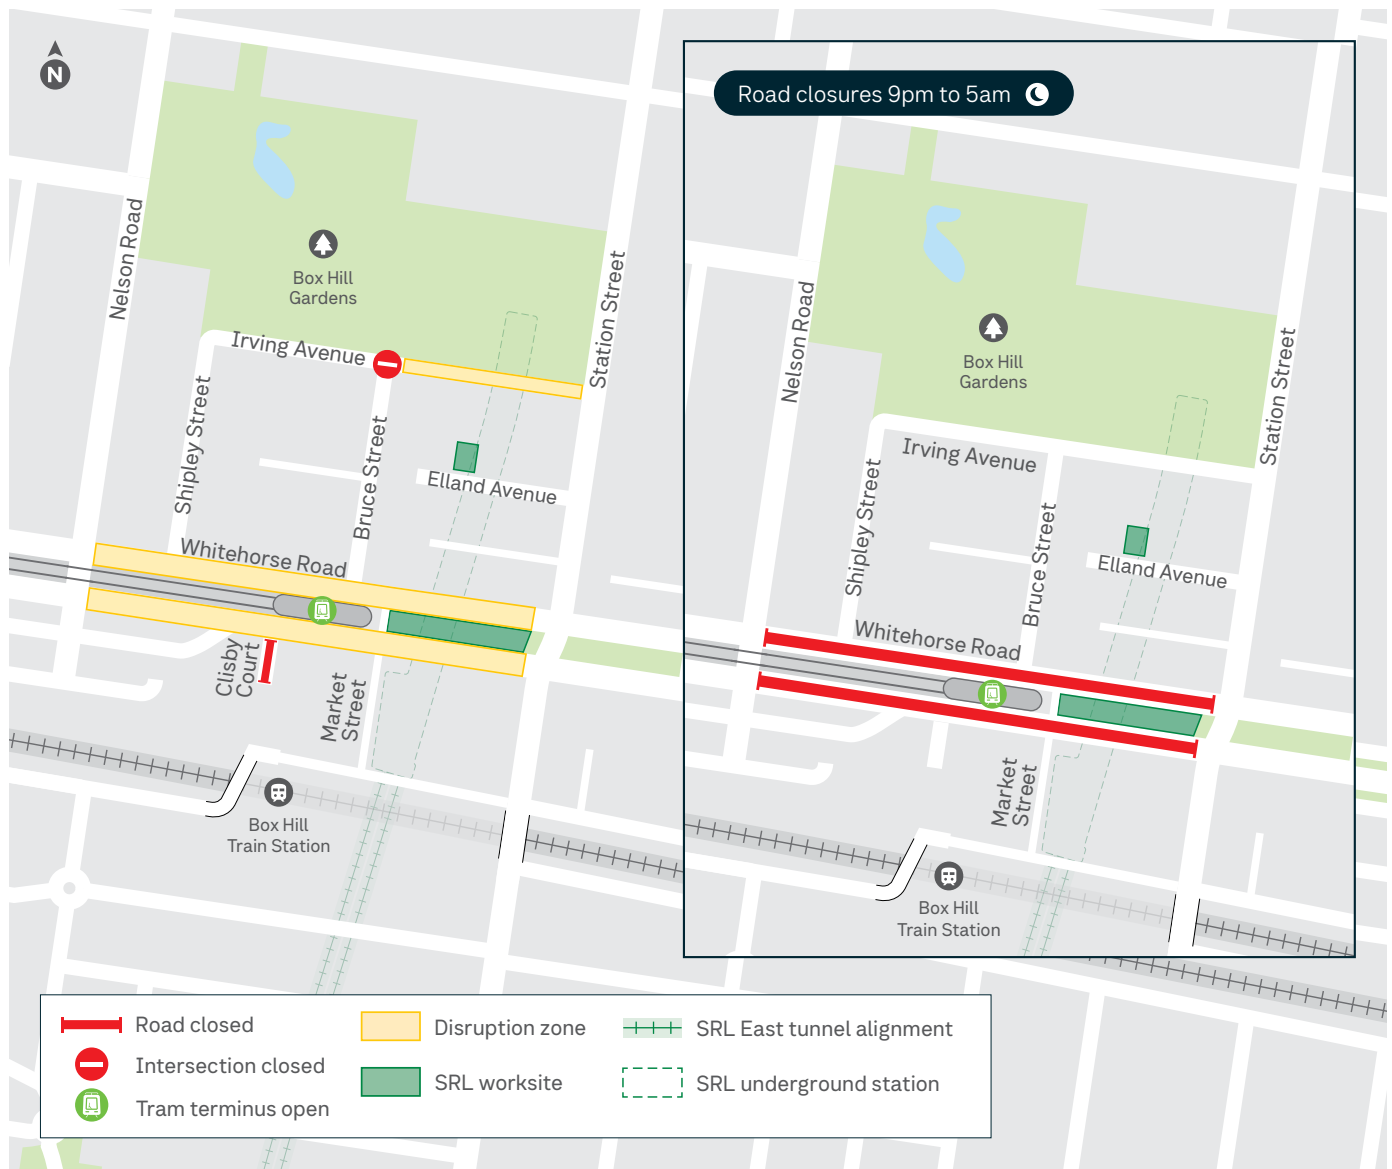 N
Road closures 9pm to 5am
Nelson Road
Box Hill
Gardens
Station Street
Irving Avenue
Shipley Street
Bruce Street
Elland Avenue
Whitehorse Road
Clisby
Court
Market
Street
Box Hill
Train Station
Nelson Road
Box Hill
Gardens
Station Street
Irving Avenue
Shipley Street
Bruce Street
Elland Avenue
Whitehorse Road
Market
Street
Box Hill
Train Station
Road closed
Intersection closed
Tram terminus open
Disruption zone
SRL worksite
SRL East tunnel alignment
SRL underground station